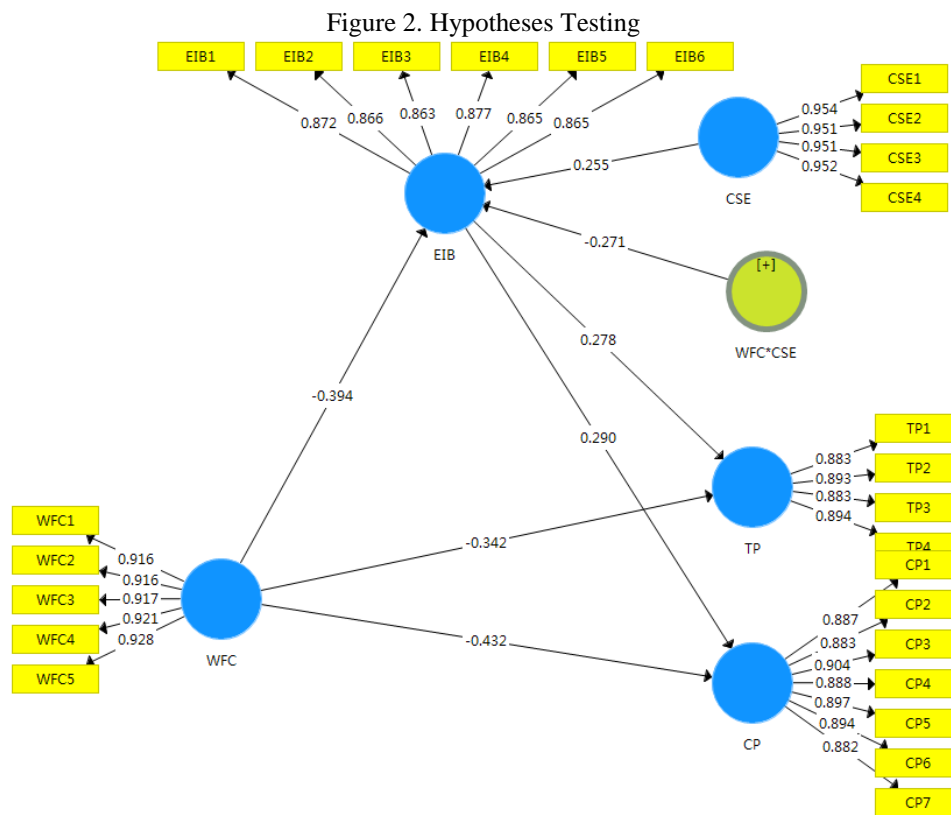 Figure 2. Hypotheses Testing
EIB1 EIB2 EIB3 EIB4 EIB5 EIB6
0.872 0.866 0.863 0.877 0.865 0.865
EIB
CSE1
CSE2
CSE3
CSE4
0.954
0.951
0.951
0.952
CSE
0.255
-0.271
[+]
WFC*CSE
0.278
-0.394
0.290
TP1
TP2
TP3
TP4
0.883
0.893
0.883
0.894
TP
-0.342
WFC1
WFC2
WFC3
WFC4
WFC5
0.916
0.916
0.917
0.921
0.928
WFC
-0.432
CP1
CP2
CP3
CP4
CP5
CP6
CP7
0.887
0.883
0.904
0.888
0.897
0.894
0.882
CP